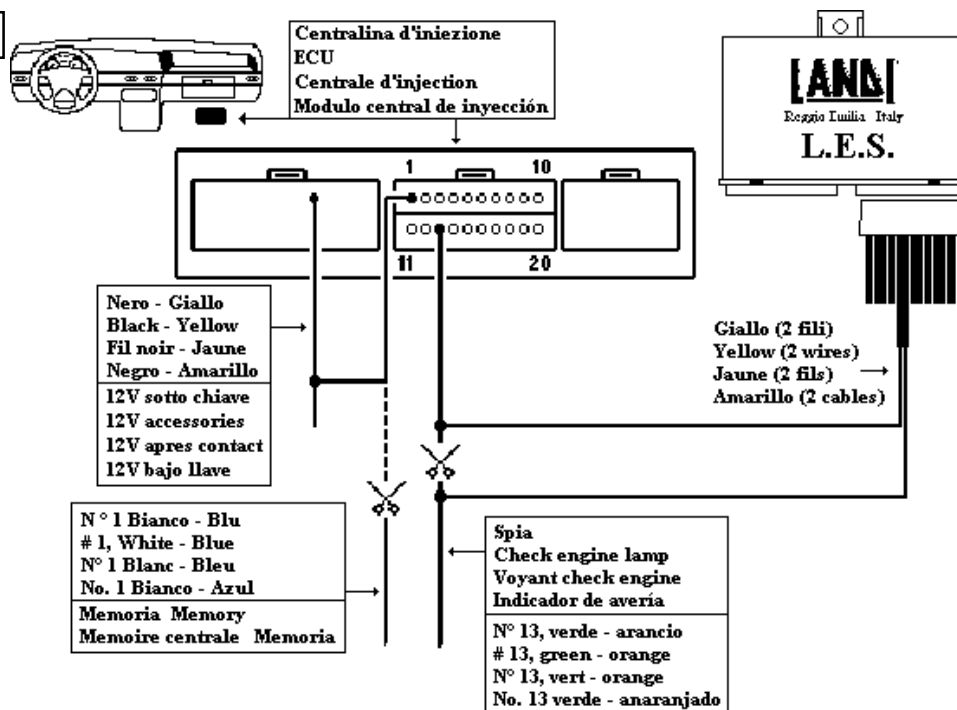 Centralina d'iniezione
ECU
Centrale d'injection
Modulo central de inyección
LANDI
Reggio Emilia Italy
L.E.S.
1 10
11 20
Nero - Giallo
Black - Yellow
Fil noir - Jaune
Negro - Amarillo
12V sotto chiave
12V accessories
12V apres contact
12V bajo llave
Giallo (2 fili)
Yellow (2 wires)
Jaune (2 fils)
Amarillo (2 cables)
N° 1 Bianco - Blu
# 1, White - Blue
N° 1 Blanc - Bleu
No. 1 Bianco - Azul
Memoria Memory
Memoire centrale Memoria
Spia
Check engine lamp
Voyant check engine
Indicador de avería
N° 13, verde - arancio
# 13, green - orange
N° 13, vert - orange
No. 13 verde - anaranjado